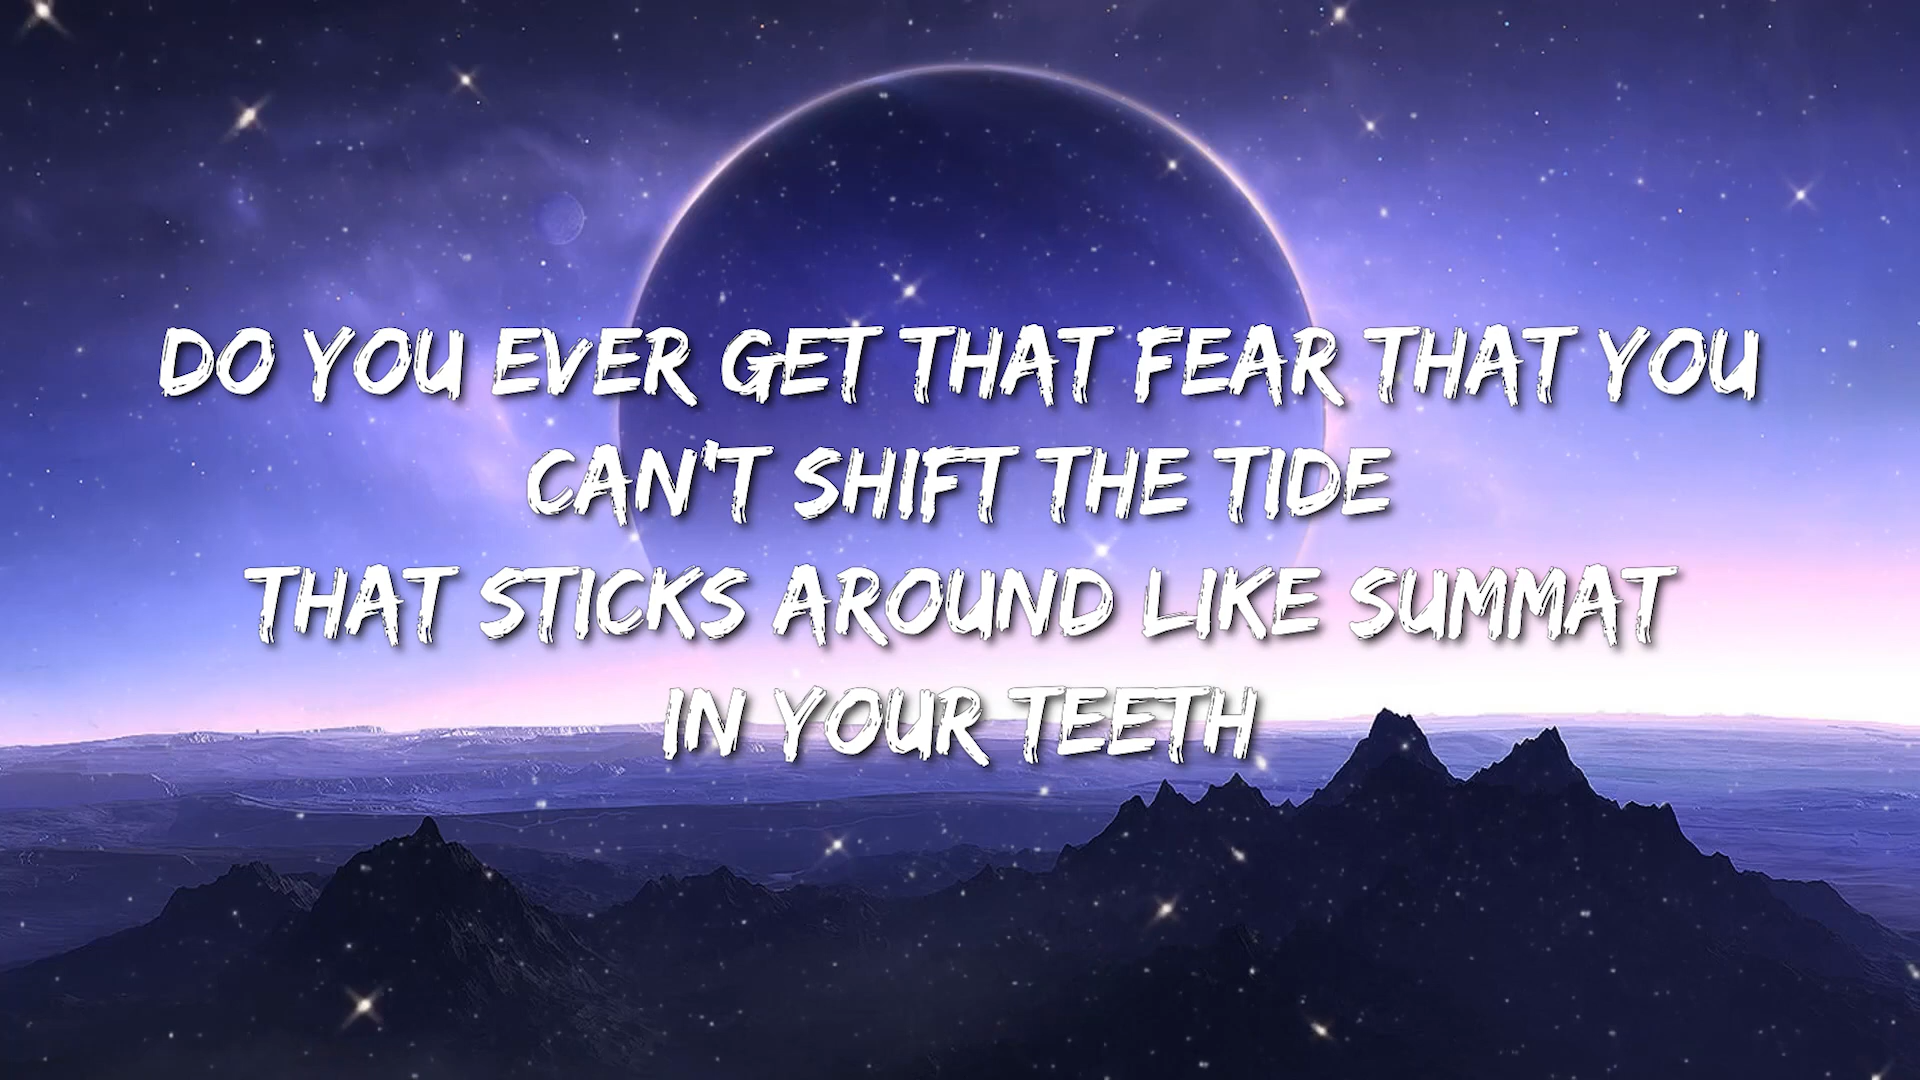 DO YOU EVER GET THAT FEAR THAT YOU
CAN'T SHIFT THE TIDE
THAT STICKS AROUND LIKE SUMMAT
IN YOUR TEETH